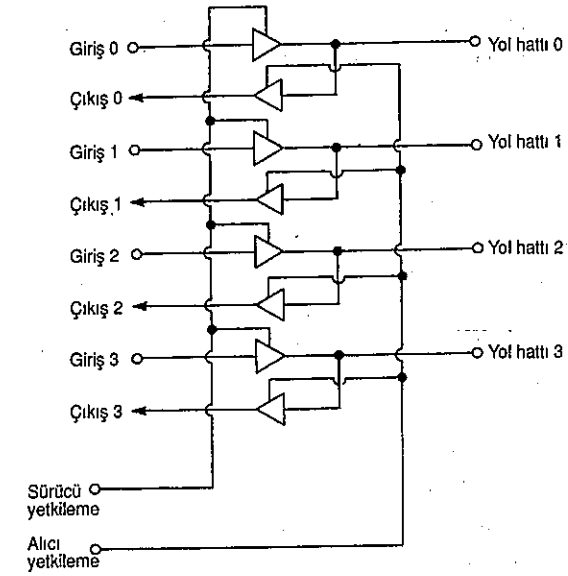 Giriş 0
Yol hattı 0
Çıkış 0
Giriş 1
Yol hattı 1
Çıkış 1
Giriş 2
Yol hattı 2
Çıkış 2
Giriş 3
Yol hattı 3
Çıkış 3
Sürücü
yetkileme
Alıcı
yetkileme